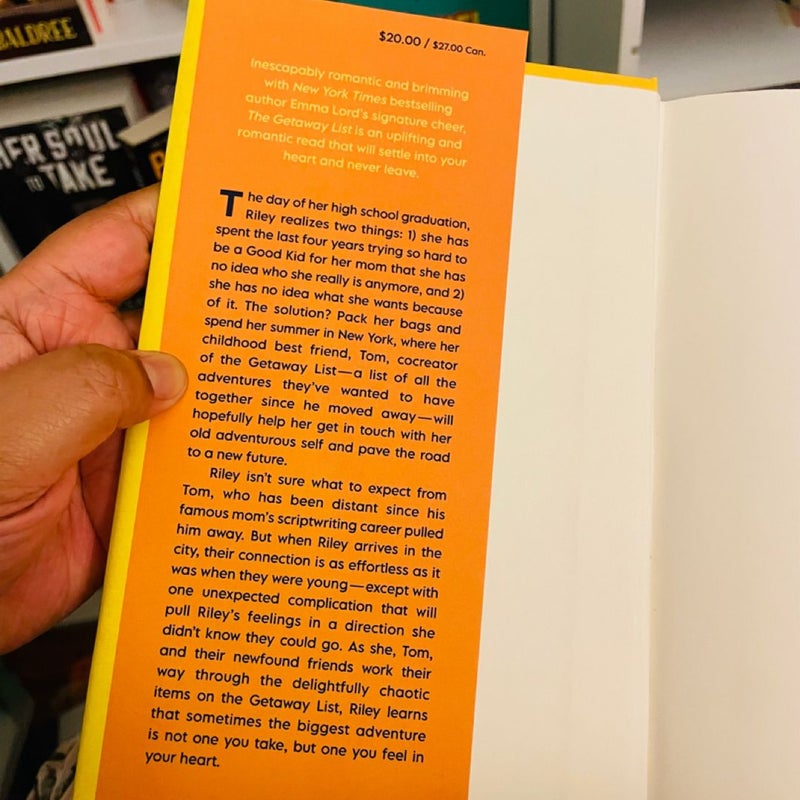 ALDREE
HER SOUL
TO TAKE
$20.00 / $27.00 Can.
Inescapably romantic and brimming
with New York Times bestselling
author Emma Lord's signature cheer,
The Getaway List is an uplifting and
romantic read that will settle into your
heart and never leave.
The day of her high school graduation,
Riley realizes two things: 1) she has
spent the last four years trying so hard to
be a Good Kid for her mom that she has
no idea who she really is anymore, and 2)
she has no idea what she wants because
of it. The solution? Pack her bags and
spend her summer in New York, where her
childhood best friend, Tom, cocreator
of the Getaway List—a list of all the
adventures they've wanted to have
together since he moved away—will
hopefully help her get in touch with her
old adventurous self and pave the road
to a new future.
Riley isn't sure what to expect from
Tom, who has been distant since his
famous mom's scriptwriting career pulled
him away. But when Riley arrives in the
city, their connection is as effortless as it
was when they were young—except with
one unexpected complication that will
pull Riley's feelings in a direction she
didn't know they could go. As she, Tom,
and their newfound friends work their
way through the delightfully chaotic
items on the Getaway List, Riley learns
that sometimes the biggest adventure
is not one you take, but one you feel in
your heart.